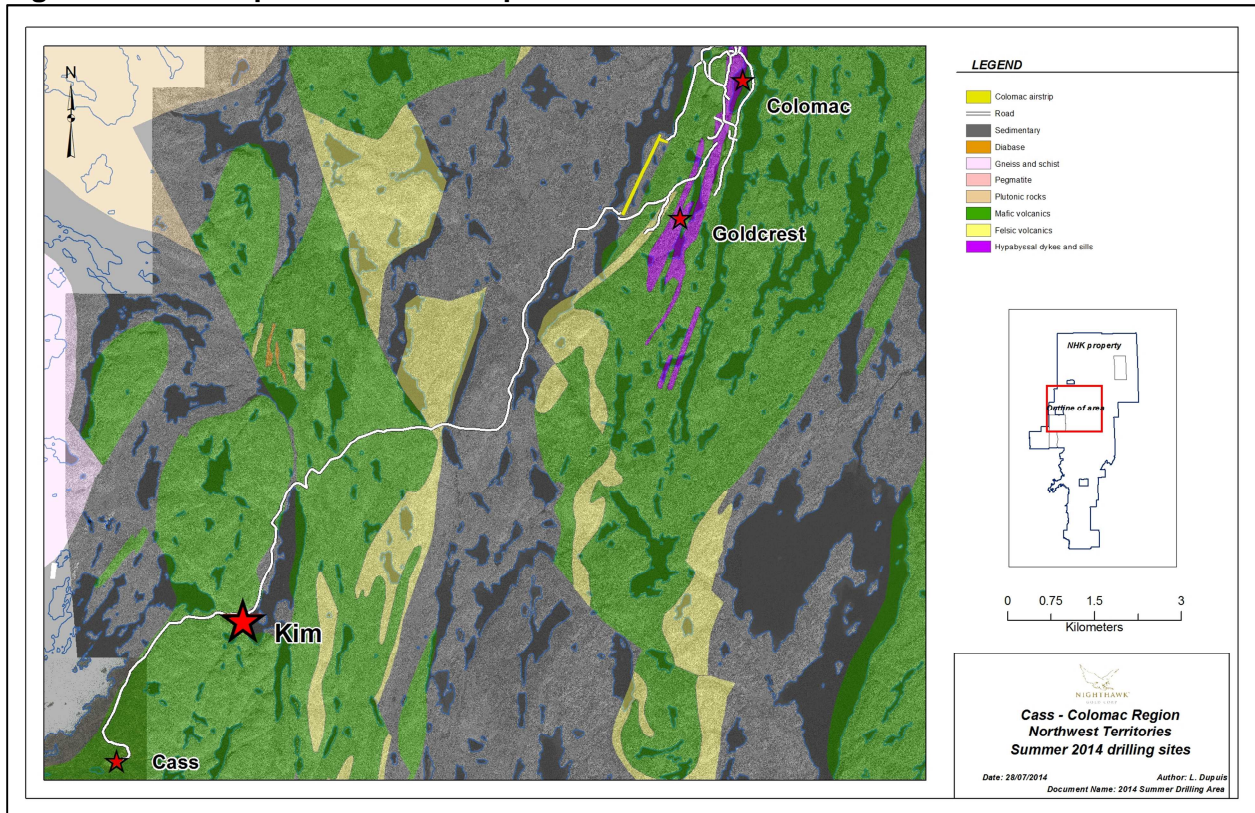 N
Colomac
Goldcrest
Kim
Cass
LEGEND
Colomac airstrip
Road
Sedimentary
Diabase
Gneiss and schist
Pegmatite
Plutonic rocks
Mafic volcanics
Felsic volcanics
Hypabyssal dykes and sills
NHK property
Outline of area
0 0.75 1.5 3
Kilometers
NIGHTHAWK
GOLD CORP
Cass - Colomac Region
Northwest Territories
Summer 2014 drilling sites
Date: 28/07/2014 Author: L. Dupuis
Document Name: 2014 Summer Drilling Area